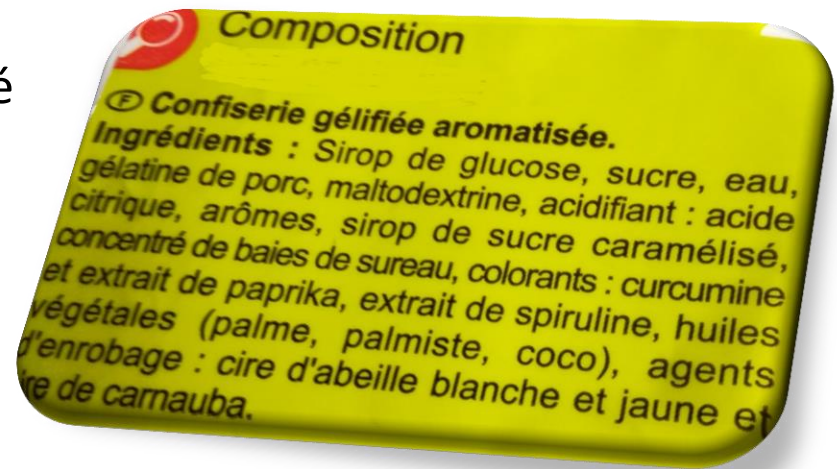 é
Composition
Ⓕ Confiserie gélifiée aromatisée.
Ingrédients : Sirop de glucose, sucre, eau,
gélatine de porc, maltodextrine, acidifiant : acide
citrique, arômes, sirop de sucre caramélisé,
concentré de baies de sureau, colorants : curcumine
et extrait de paprika, extrait de spiruline, huiles
végétales (palme, palmiste, coco), agents
d'enrobage : cire d'abeille blanche et jaune et
ire de carnauba.